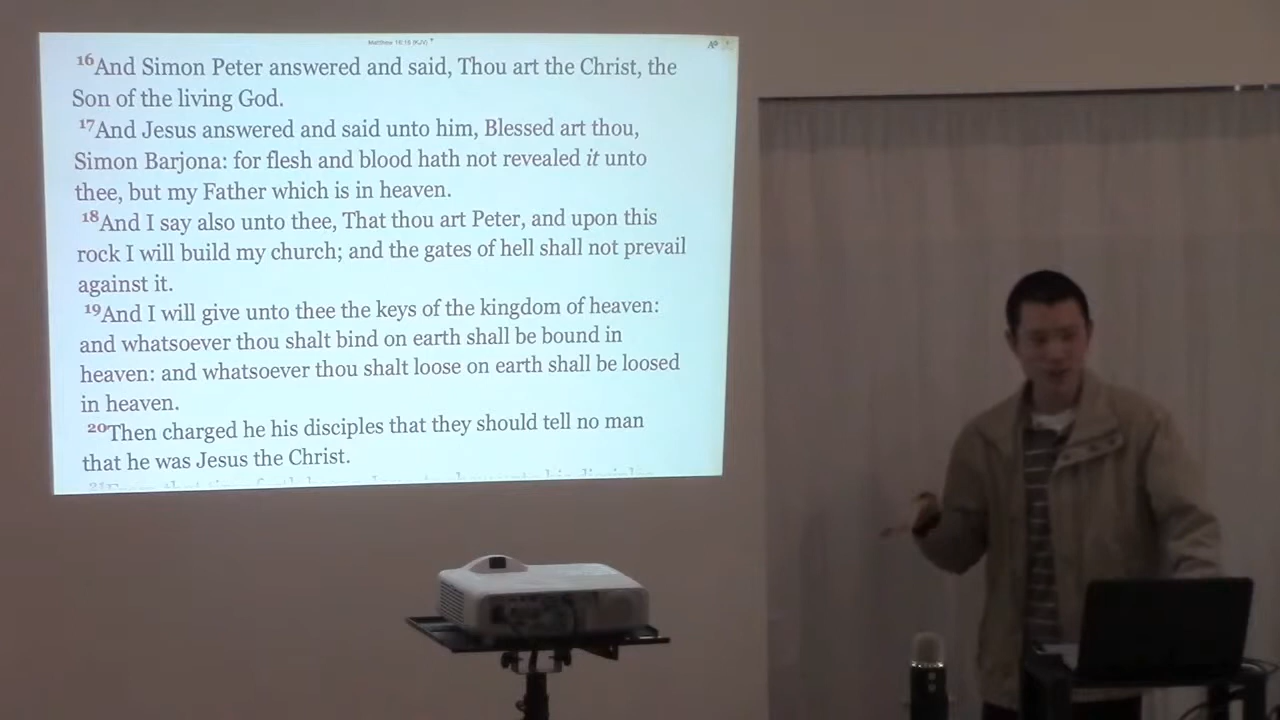 Matthew 16:16 (KJV)
16And Simon Peter answered and said, Thou art the Christ, the
Son of the living God.
17And Jesus answered and said unto him, Blessed art thou,
Simon Barjona: for flesh and blood hath not revealed it unto
thee, but my Father which is in heaven.
18And I say also unto thee, That thou art Peter, and upon this
rock I will build my church; and the gates of hell shall not prevail
against it.
19And I will give unto thee the keys of the kingdom of heaven:
and whatsoever thou shalt bind on earth shall be bound in
heaven: and whatsoever thou shalt loose on earth shall be loosed
in heaven.
20Then charged he his disciples that they should tell no man
that he was Jesus the Christ.